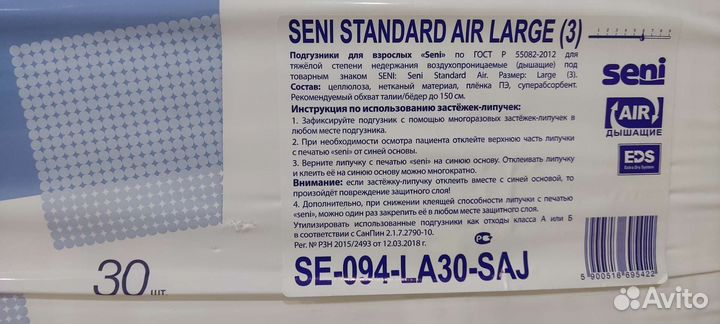 SENI STANDARD AIR LARGE (3)
Подгузники для взрослых «Seni» по ГОСТ Р 55082-2012 для
тяжёлой степени недержания воздухопроницаемые (дышащие) под
товарным знаком SENI: Seni Standard Air. Размер: Large (3).
Состав: целлюлоза, нетканый материал, плёнка ПЭ, суперабсорбент.
Рекомендуемый обхват талии/бёдер до 150 см.
Инструкция по использованию застёжек-липучек:
1. Зафиксируйте подгузник с помощью многоразовых застёжек-липучек в
любом месте подгузника.
2. При необходимости осмотра пациента отклейте верхнюю часть липучки
с печатью «seni» от синей основы.
3. Верните липучку с печатью «seni» на синюю основу. Отклеивать липучку
и клеить её на синюю основу можно многократно.
Внимание: если застёжку-липучку отклеить вместе с синей основой, то
произойдёт повреждение защитного слоя!
4. Дополнительно, при снижении клеящей способности липучки с печатью
«seni», можно один раз закрепить её в любом месте защитного слоя.
Утилизировать использованные подгузники как отходы класса А или Б
в соответствии с СанПин 2.1.7.2790-10.
Рег. № РЗН 2015/2493 от 12.03.2018 г.
SE-094-LA30-SAJ
seni
AIR
ДЫШАЩИЕ
EDS
Extra Dry System
5 900516 695422
30 шт.
Avito